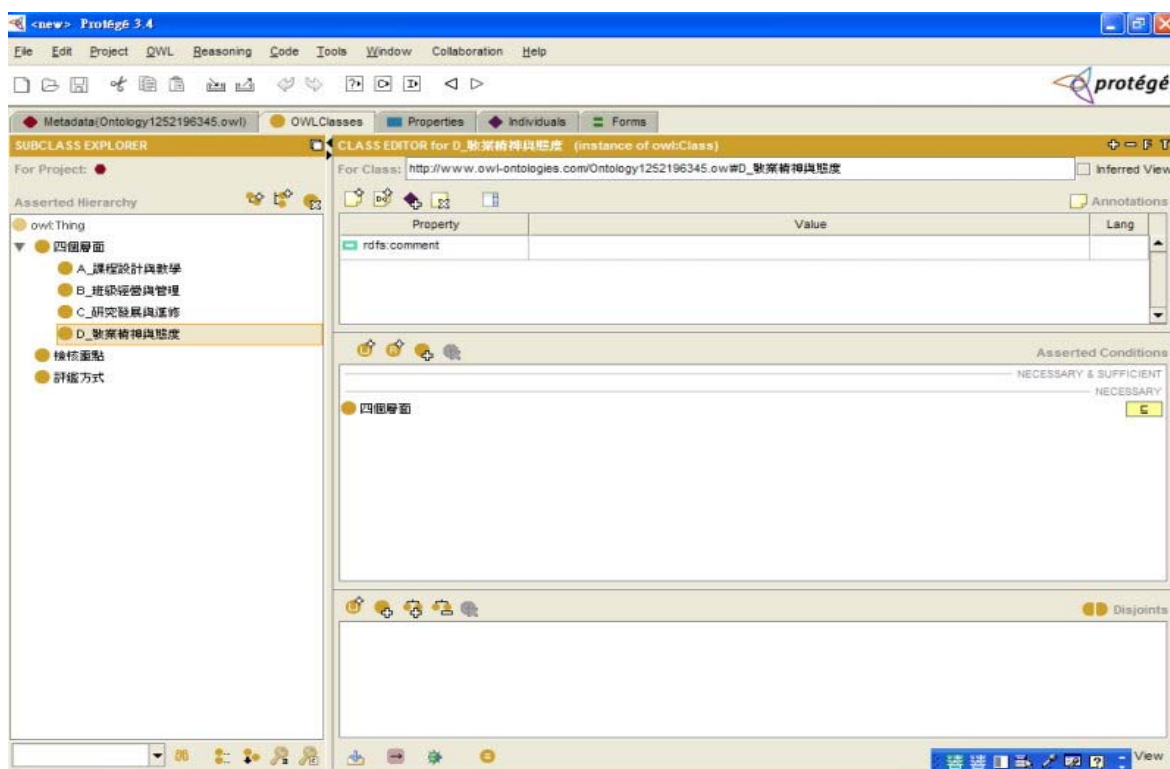 <new> Protégé 3.4
File Edit Project OWL Reasoning Code Tools Window Collaboration Help
protégé
Metadata(Ontology1252196345.owl) OWLClasses Properties Individuals Forms
SUBCLASS EXPLORER
For Project:
Asserted Hierarchy
owl:Thing
四個層面
A_課程設計與教學
B_班級經營與管理
C_研究發展與進修
D_敬業精神與態度
檢核重點
評鑑方式
CLASS EDITOR for D_敬業精神與態度 (instance of owl:Class)
For Class: http://www.owl-ontologies.com/Ontology1252196345.owl#D_敬業精神與態度 Inferred View
Annotations
Property Value Lang
rdfs:comment
Asserted Conditions
NECESSARY & SUFFICIENT
NECESSARY
四個層面
Disjoints
View